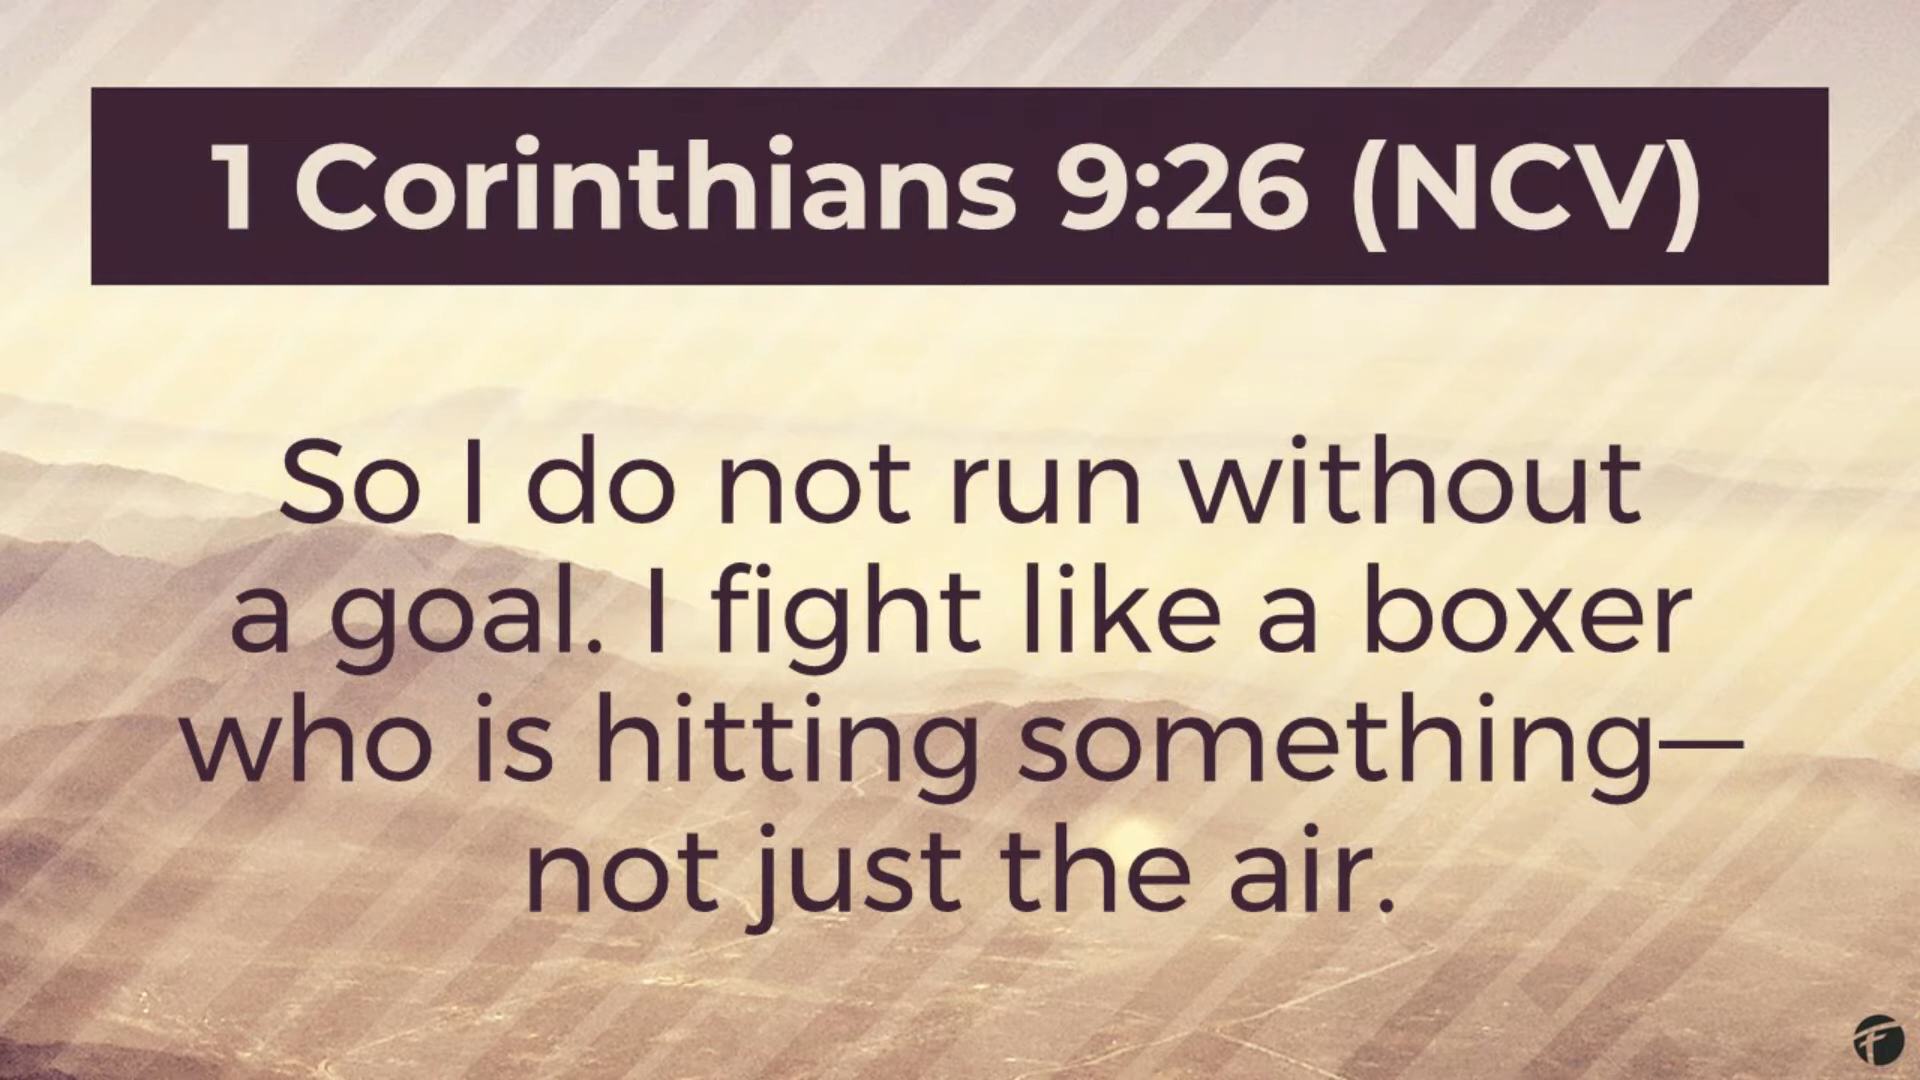 1 Corinthians 9:26 (NCV)
So I do not run without
a goal. I fight like a boxer
who is hitting something—
not just the air.